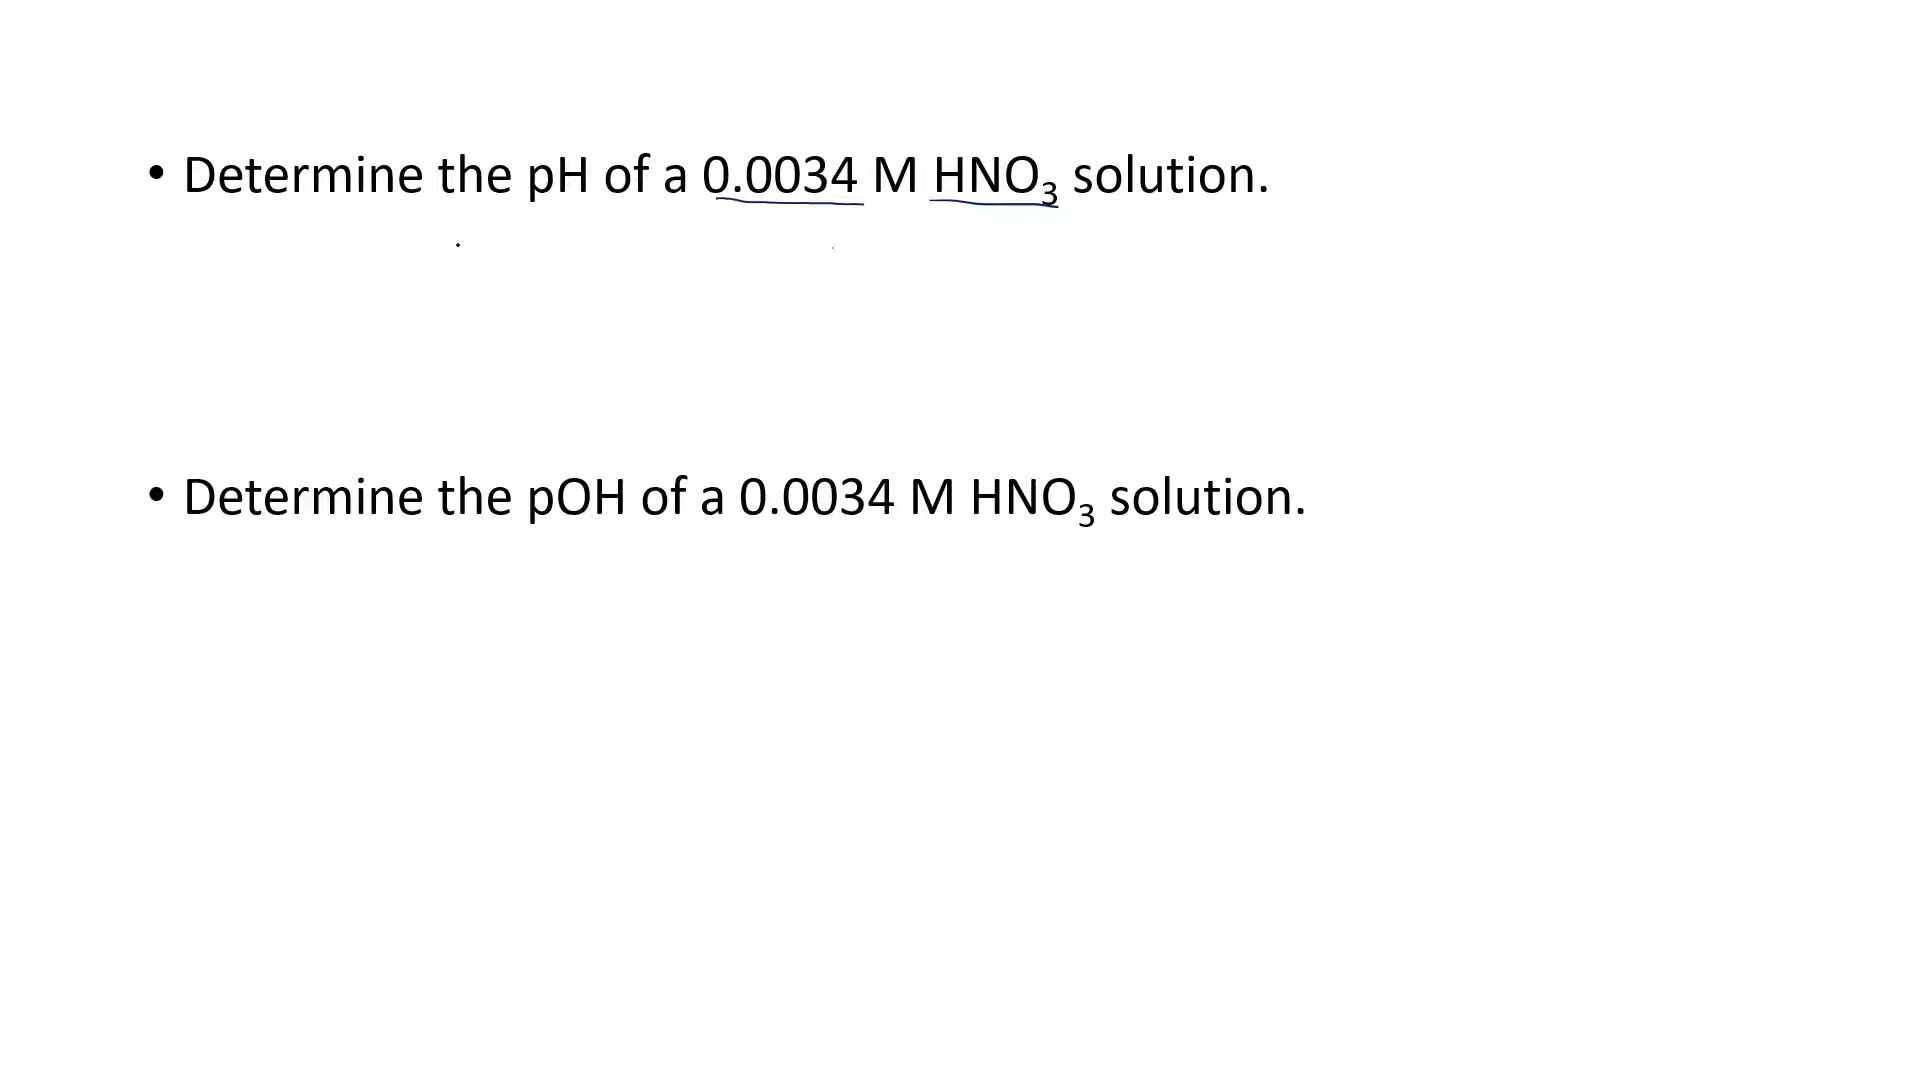 • Determine the pH of a 0.0034 M HNO₃ solution.
• Determine the pOH of a 0.0034 M HNO₃ solution.